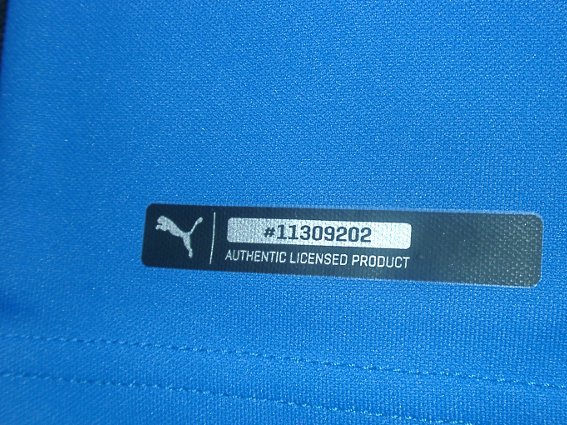 #11309202
AUTHENTIC LICENSED PRODUCT